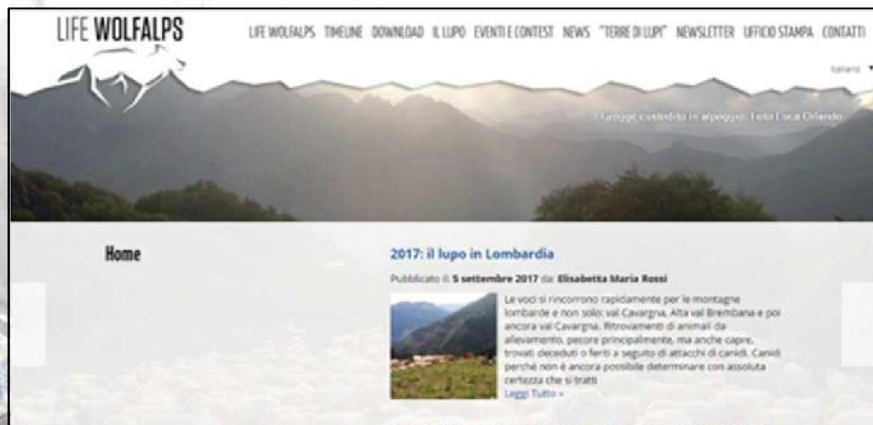 LIFE WOLFALPS
LIFE WOLFALPS TIMELINE DOWNLOAD IL LUPO EVENTI E CONTEST NEWS "TERRE DI LUPI" NEWSLETTER UFFICIO STAMPA CONTATTI
Italiano
Gregge custodito in alpeggio. Foto Luca Orlando
Home
2017: il lupo in Lombardia
Pubblicato il: 5 settembre 2017 da: Elisabetta Maria Rossi
Le voci si rincorrono rapidamente per le montagne
lombarde e non solo: val Cavargna, Alta val Brembana e poi
ancora val Cavargna. Ritrovamenti di animali da
allevamento, pecore principalmente, ma anche capre,
trovati deceduti o feriti a seguito di attacchi di canidi. Canidi
perché non è ancora possibile determinare con assoluta
certezza che si tratti
Leggi Tutto »